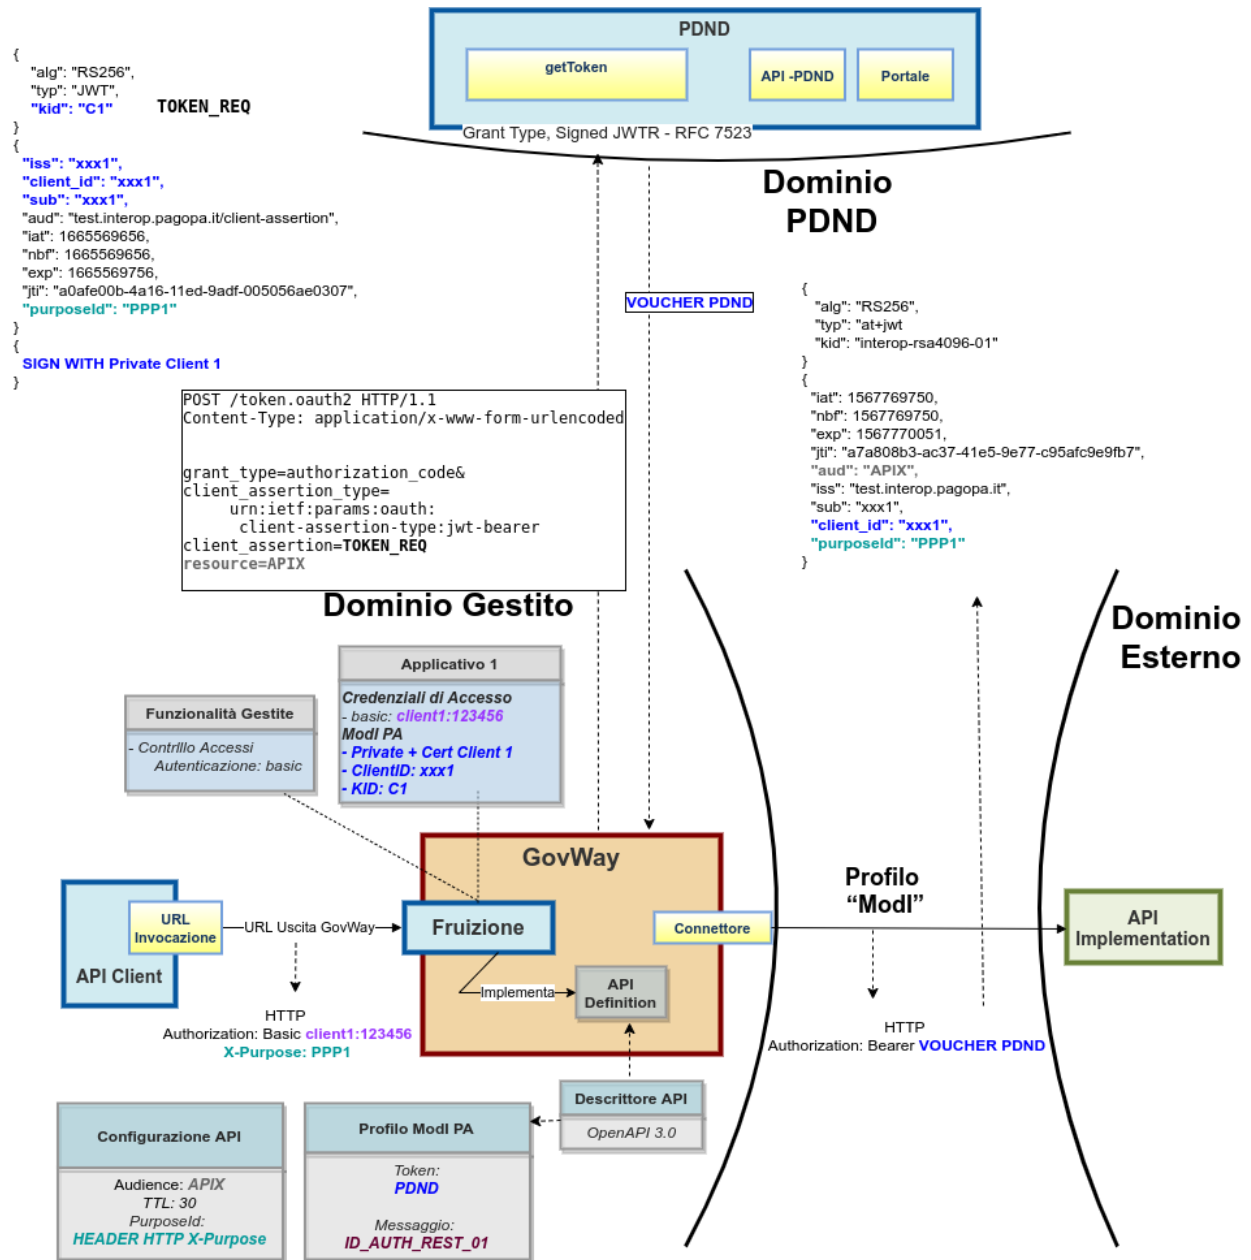 PDND
getToken
API -PDND
Portale
Grant Type, Signed JWTR - RFC 7523
Dominio
PDND
{
"alg": "RS256",
"typ": "JWT",
"kid": "C1"
TOKEN_REQ
}
{
"iss": "xxx1",
"client_id": "xxx1",
"sub": "xxx1",
"aud": "test.interop.pagopa.it/client-assertion",
"iat": 1665569656,
"nbf": 1665569656,
"exp": 1665569756,
"jti": "a0afe00b-4a16-11ed-9adf-005056ae0307",
"purposeId": "PPP1"
}
{
SIGN WITH Private Client 1
}
VOUCHER PDND
{
"alg": "RS256",
"typ": "at+jwt
"kid": "interop-rsa4096-01"
}
{
"iat": 1567769750,
"nbf": 1567769750,
"exp": 1567770051,
"jti": "a7a808b3-ac37-41e5-9e77-c95afc9e9fb7",
"aud": "APIX",
"iss": "test.interop.pagopa.it",
"sub": "xxx1",
"client_id": "xxx1",
"purposeId": "PPP1"
}
POST /token.oauth2 HTTP/1.1
Content-Type: application/x-www-form-urlencoded
grant_type=authorization_code&
client_assertion_type=
urn:ietf:params:oauth:
client-assertion-type:jwt-bearer
client_assertion=TOKEN_REQ
resource=APIX
Dominio Gestito
Dominio
Esterno
Applicativo 1
Credenziali di Accesso
- basic: client1:123456
ModI PA
- Private + Cert Client 1
- ClientID: xxx1
- KID: C1
Funzionalità Gestite
- Contrlllo Accessi
Autenticazione: basic
GovWay
Fruizione
Connettore
Implementa
API
Definition
URL
Invocazione
API Client
URL Uscita GovWay
HTTP
Authorization: Basic client1:123456
X-Purpose: PPP1
Profilo
“ModI”
HTTP
Authorization: Bearer VOUCHER PDND
API
Implementation
Descrittore API
OpenAPI 3.0
Configurazione API
Audience: APIX
TTL: 30
PurposeId:
HEADER HTTP X-Purpose
Profilo ModI PA
Token:
PDND
Messaggio:
ID_AUTH_REST_01